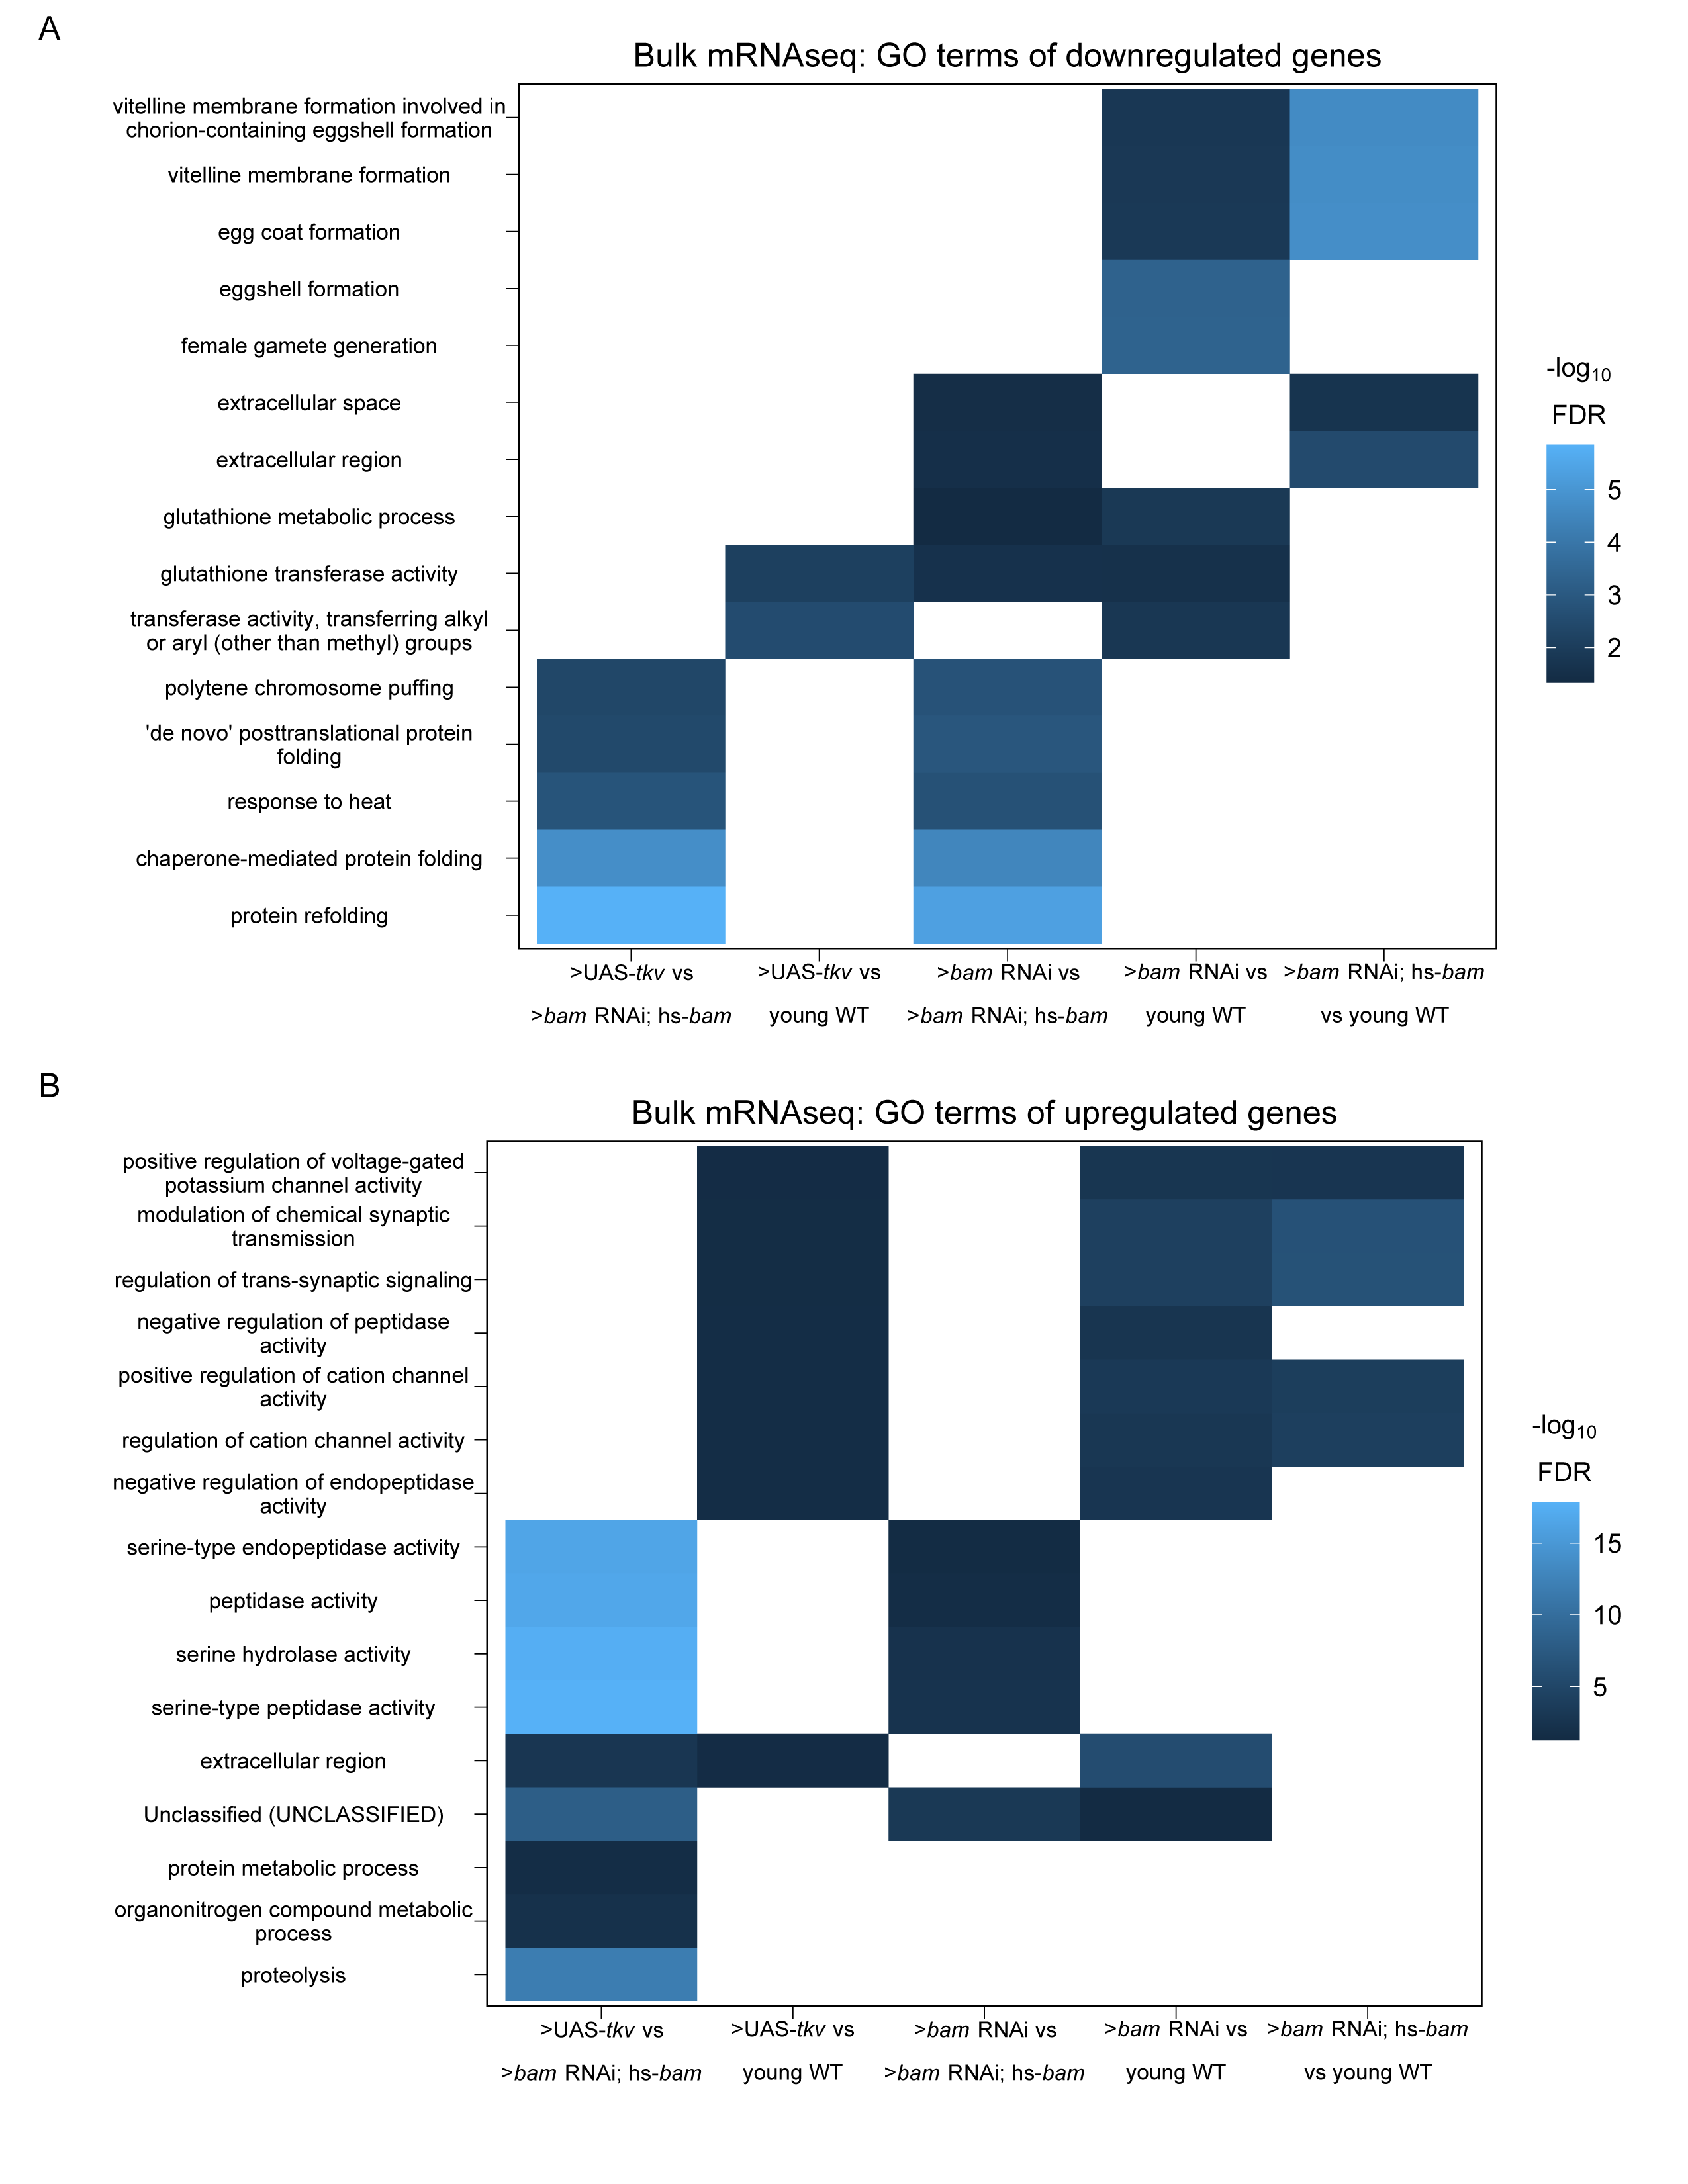 A
Bulk mRNAseq: GO terms of downregulated genes
vitelline membrane formation involved in
chorion-containing eggshell formation
vitelline membrane formation
egg coat formation
eggshell formation
female gamete generation
extracellular space
extracellular region
glutathione metabolic process
glutathione transferase activity
transferase activity, transferring alkyl
or aryl (other than methyl) groups
polytene chromosome puffing
'de novo' posttranslational protein
folding
response to heat
chaperone-mediated protein folding
protein refolding
>UAS-tkv vs
>bam RNAi; hs-bam
>UAS-tkv vs
young WT
>bam RNAi vs
>bam RNAi; hs-bam
>bam RNAi vs
young WT
>bam RNAi; hs-bam
vs young WT
-log10
FDR
5
4
3
2
B
Bulk mRNAseq: GO terms of upregulated genes
positive regulation of voltage-gated
potassium channel activity
modulation of chemical synaptic
transmission
regulation of trans-synaptic signaling
negative regulation of peptidase
activity
positive regulation of cation channel
activity
regulation of cation channel activity
negative regulation of endopeptidase
activity
serine-type endopeptidase activity
peptidase activity
serine hydrolase activity
serine-type peptidase activity
extracellular region
Unclassified (UNCLASSIFIED)
protein metabolic process
organonitrogen compound metabolic
process
proteolysis
>UAS-tkv vs
>bam RNAi; hs-bam
>UAS-tkv vs
young WT
>bam RNAi vs
>bam RNAi; hs-bam
>bam RNAi vs
young WT
>bam RNAi; hs-bam
vs young WT
-log10
FDR
15
10
5